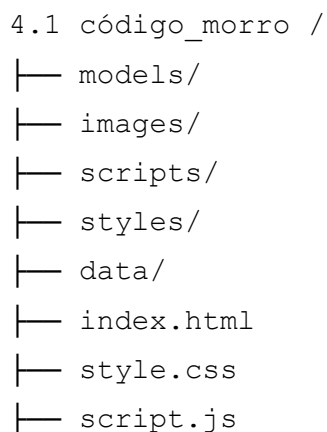 4.1 código_morro /
├── models/
├── images/
├── scripts/
├── styles/
├── data/
├── index.html
├── style.css
├── script.js